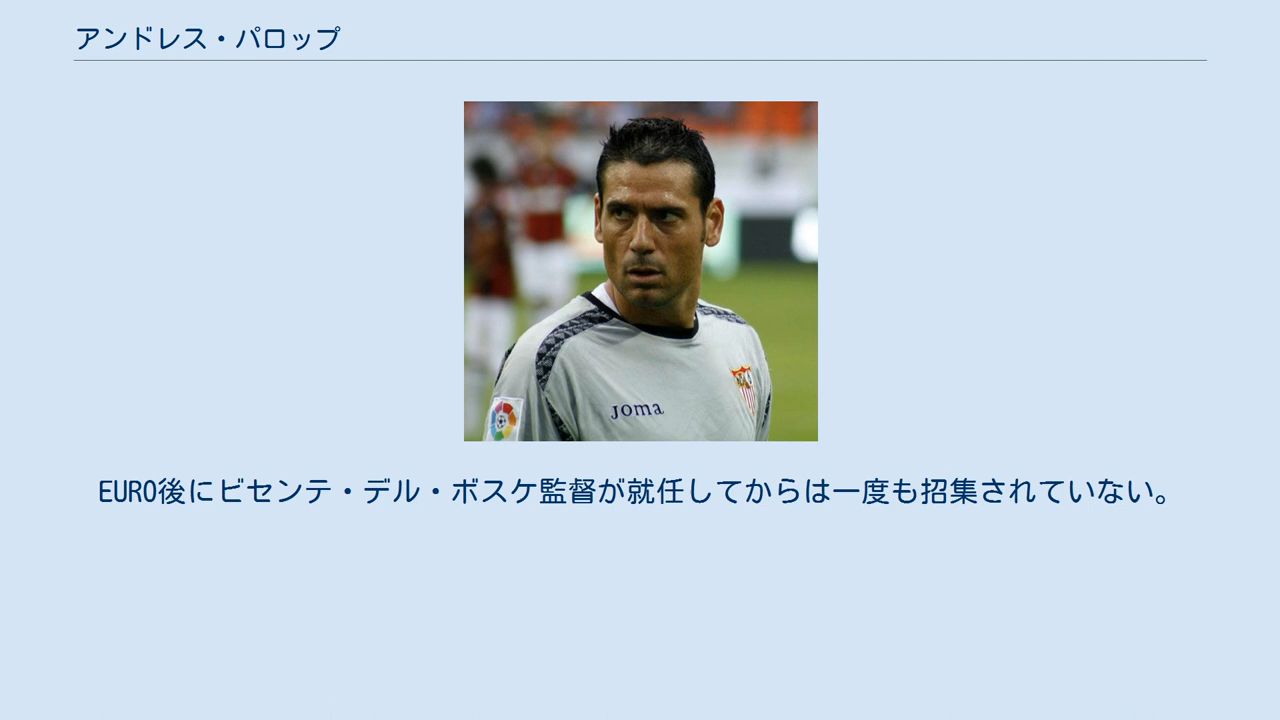 アンドレス・パロップ
Joma
EURO後にビセンテ・デル・ボスケ監督が就任してからは一度も招集されていない。